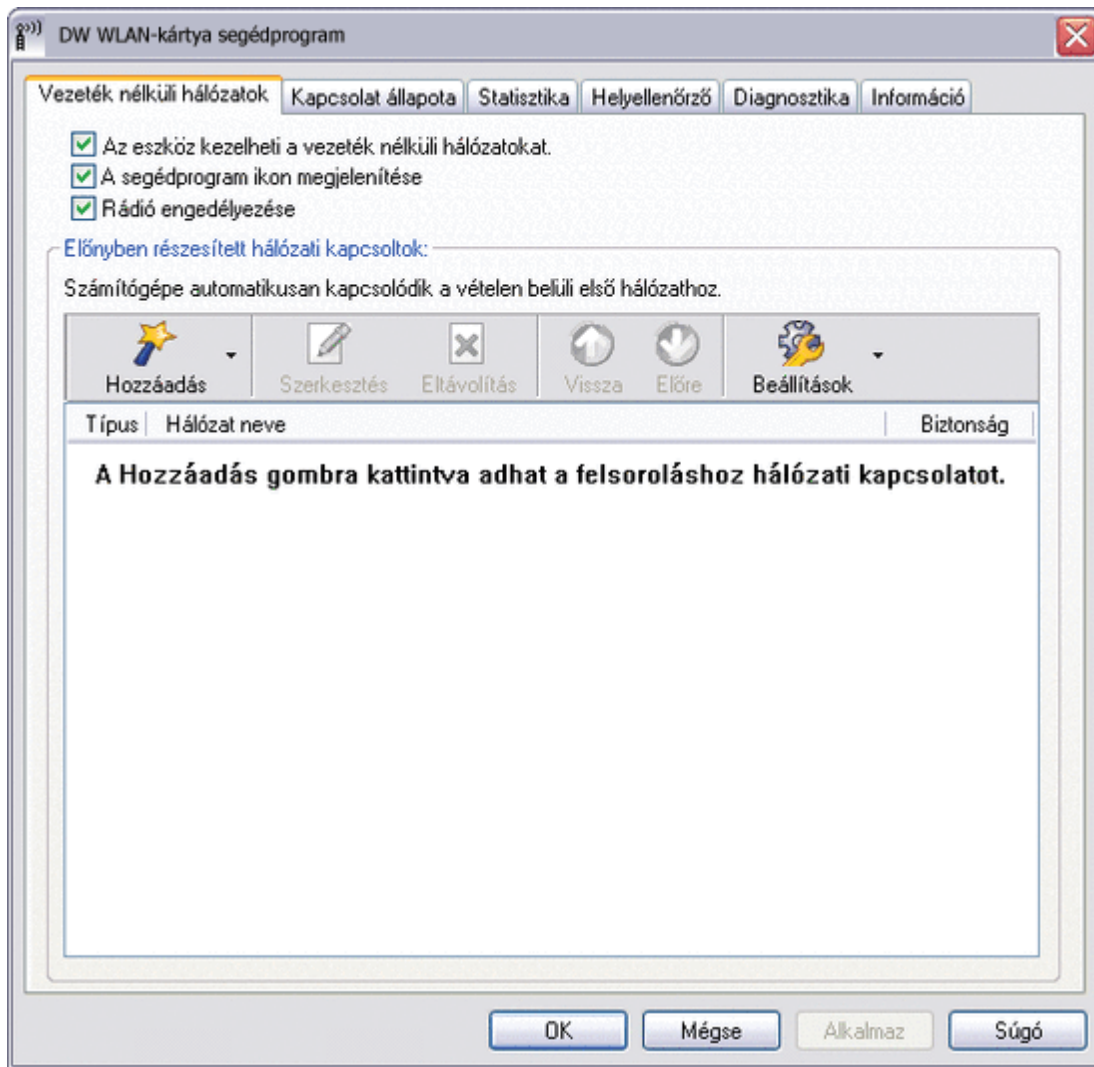 DW WLAN-kártya segédprogram
Vezeték nélküli hálózatok Kapcsolat állapota Statisztika Helyellenőrző Diagnosztika Információ
Az eszköz kezelheti a vezeték nélküli hálózatokat.
A segédprogram ikon megjelenítése
Rádió engedélyezése
Előnyben részesített hálózati kapcsoltok:
Számítógépe automatikusan kapcsolódik a vételen belüli első hálózathoz.
Hozzáadás Szerkesztés Eltávolítás Vissza Előre Beállítások
Típus Hálózat neve Biztonság
A Hozzáadás gombra kattintva adhat a felsoroláshoz hálózati kapcsolatot.
OK Mégse Alkalmaz Súgó